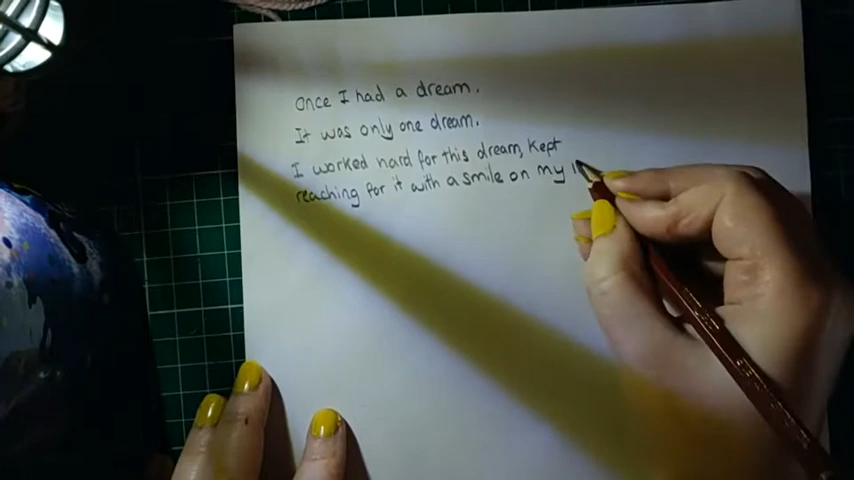 Once I had a dream.
It was only one dream.
I worked hard for this dream, kept
reaching for it with a smile on my